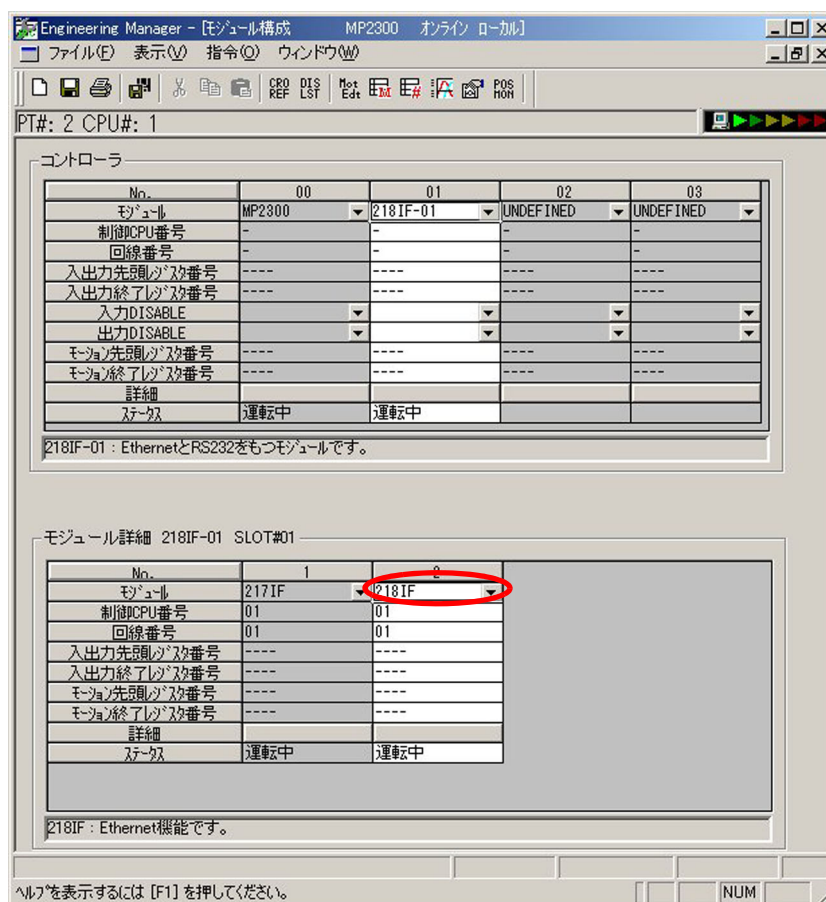 Engineering Manager - [ﾓｼﾞｭｰﾙ構成 MP2300 ｵﾝﾗｲﾝ ﾛｰｶﾙ]
ファイル(F) 表示(V) 指令(O) ウィンドウ(W)
CRO REF DIS LST Mot Edt M # POS MON
PT#: 2 CPU#: 1
コントローラ
No. 00 01 02 03
ﾓｼﾞｭｰﾙ MP2300 218IF-01 UNDEFINED UNDEFINED
制御CPU番号 - - - -
回線番号 - - - -
入出力先頭ﾚｼﾞｽﾀ番号 ---- ---- ---- ----
入出力終了ﾚｼﾞｽﾀ番号 ---- ---- ---- ----
入力DISABLE
出力DISABLE
ﾓｰｼｮﾝ先頭ﾚｼﾞｽﾀ番号 ---- ---- ---- ----
ﾓｰｼｮﾝ終了ﾚｼﾞｽﾀ番号 ---- ---- ---- ----
詳細
ｽﾃｰﾀｽ 運転中 運転中
218IF-01 : EthernetとRS232をもつﾓｼﾞｭｰﾙです。
モジュール詳細 218IF-01 SLOT#01
No. 1 2
ﾓｼﾞｭｰﾙ 217IF 218IF
制御CPU番号 01 01
回線番号 01 01
入出力先頭ﾚｼﾞｽﾀ番号 ---- ----
入出力終了ﾚｼﾞｽﾀ番号 ---- ----
ﾓｰｼｮﾝ先頭ﾚｼﾞｽﾀ番号 ---- ----
ﾓｰｼｮﾝ終了ﾚｼﾞｽﾀ番号 ---- ----
詳細
ｽﾃｰﾀｽ 運転中 運転中
218IF : Ethernet機能です。
ﾍﾙﾌﾟを表示するには [F1] を押してください。 NUM